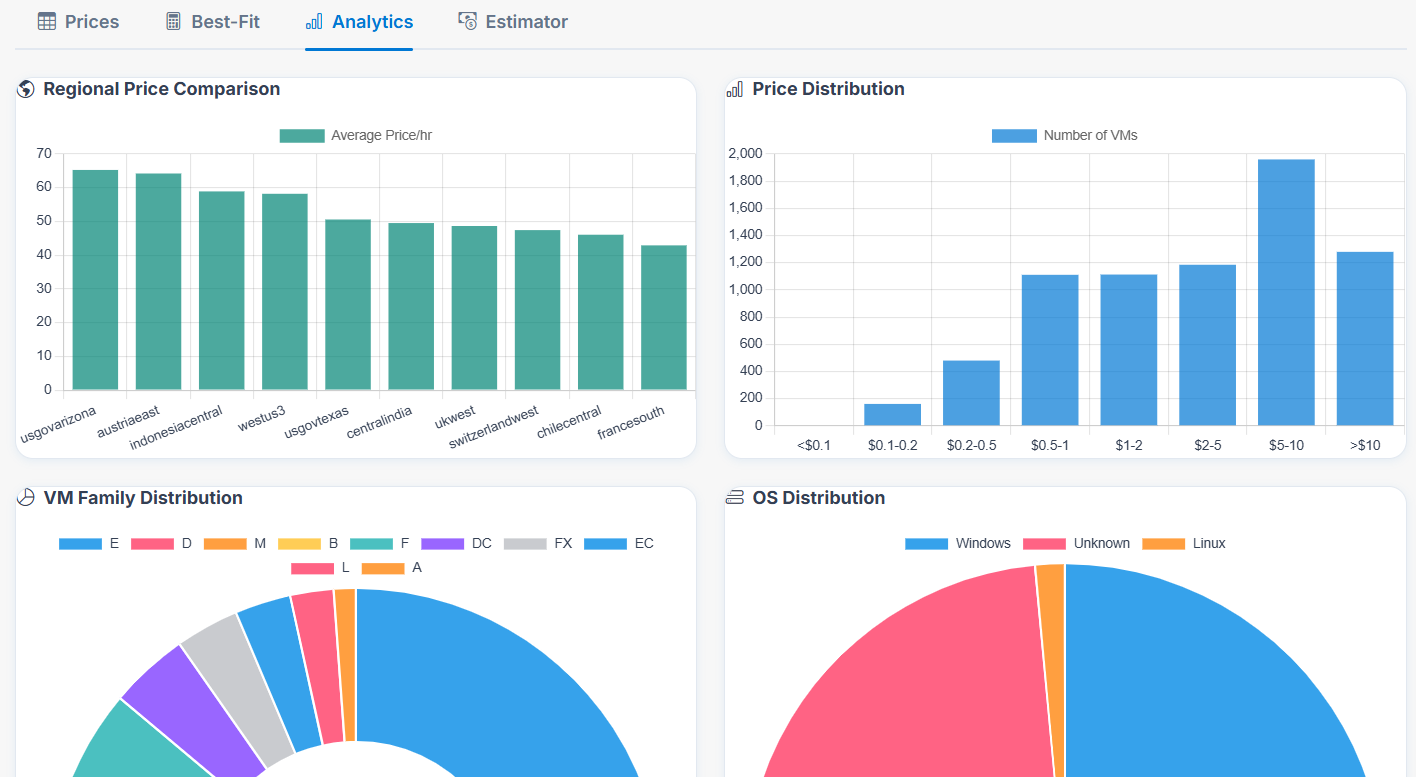 Prices Best-Fit Analytics Estimator
Regional Price Comparison
Average Price/hr
70
60
50
40
30
20
10
0
usgovarizona austriaeast indonesiacentral westus3 usgovtexas centralindia ukwest switzerlandwest chilecentral francesouth
Price Distribution
Number of VMs
2,000
1,800
1,600
1,400
1,200
1,000
800
600
400
200
0
<$0.1 $0.1-0.2 $0.2-0.5 $0.5-1 $1-2 $2-5 $5-10 >$10
VM Family Distribution
E D M B F DC FX EC
L A
OS Distribution
Windows Unknown Linux